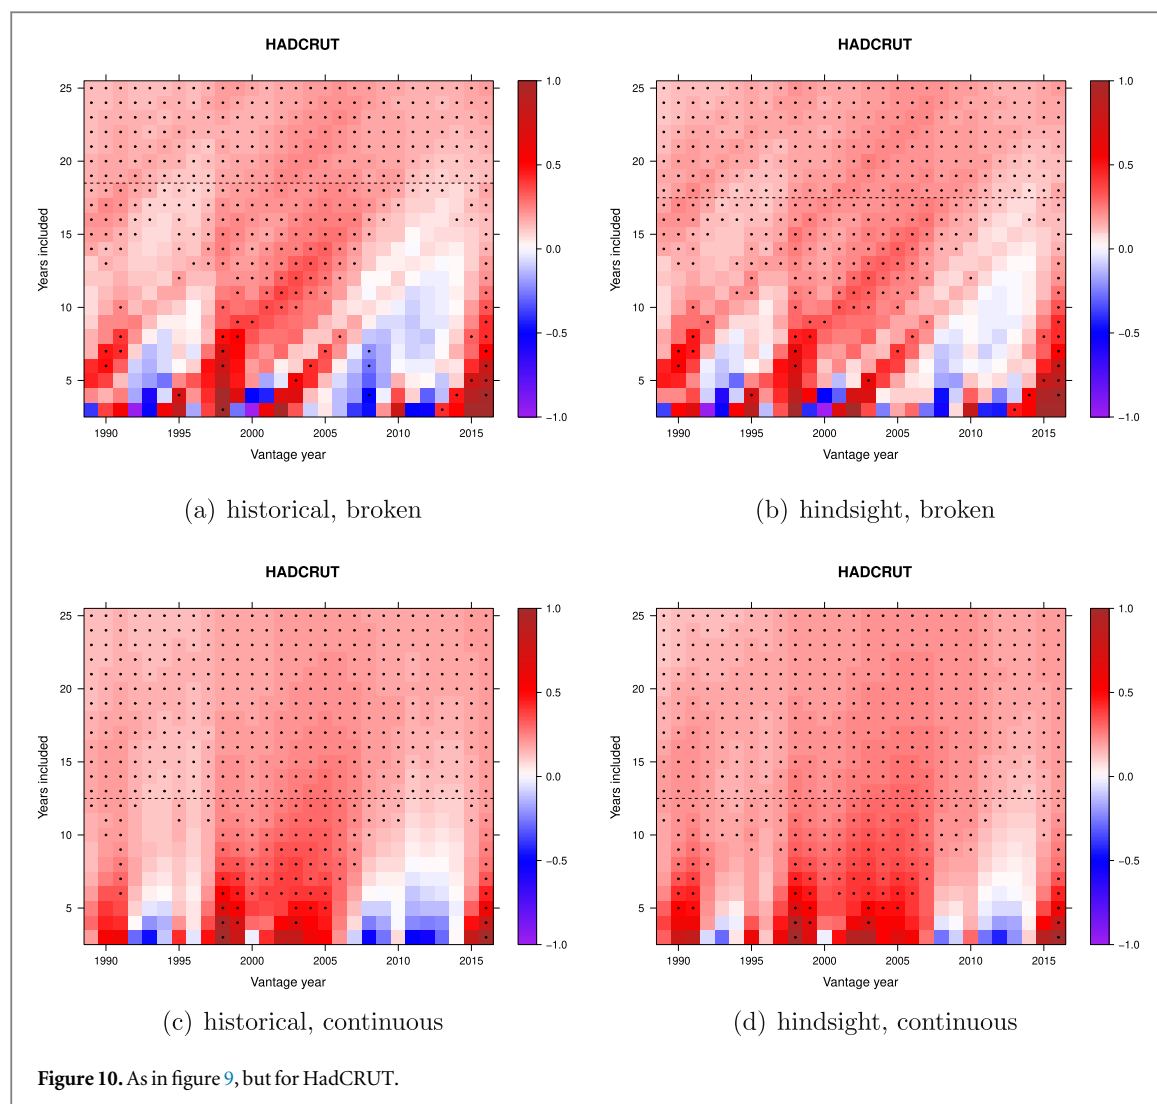 HADCRUT
25
20
15
10
5
Years included
1990 1995 2000 2005 2010 2015
Vantage year
1.0
0.5
0.0
−0.5
−1.0
(a) historical, broken
HADCRUT
25
20
15
10
5
Years included
1990 1995 2000 2005 2010 2015
Vantage year
1.0
0.5
0.0
−0.5
−1.0
(b) hindsight, broken
HADCRUT
25
20
15
10
5
Years included
1990 1995 2000 2005 2010 2015
Vantage year
1.0
0.5
0.0
−0.5
−1.0
(c) historical, continuous
HADCRUT
25
20
15
10
5
Years included
1990 1995 2000 2005 2010 2015
Vantage year
1.0
0.5
0.0
−0.5
−1.0
(d) hindsight, continuous
Figure 10. As in figure 9, but for HadCRUT.